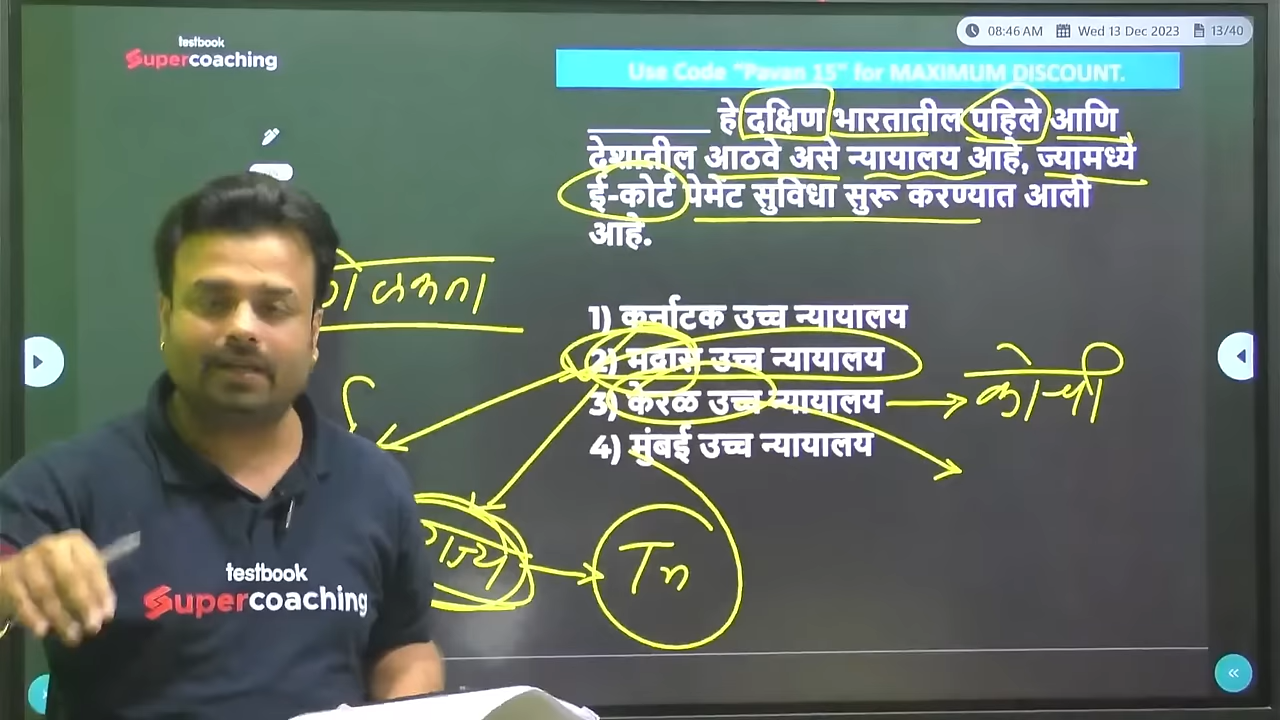 testbook
Supercoaching
08:46 AM Wed 13 Dec 2023 13/40
Use Code “Pavan 15” for MAXIMUM DISCOUNT.
________ हे दक्षिण भारतातील पहिले आणि
देशातील आठवे असे न्यायालय आहे, ज्यामध्ये
ई-कोर्ट पेमेंट सुविधा सुरू करण्यात आली
आहे.
1) कर्नाटक उच्च न्यायालय
2) मद्रास उच्च न्यायालय
3) केरळ उच्च न्यायालय
4) मुंबई उच्च न्यायालय
कोची
राज्य
Tn
testbook
Supercoaching